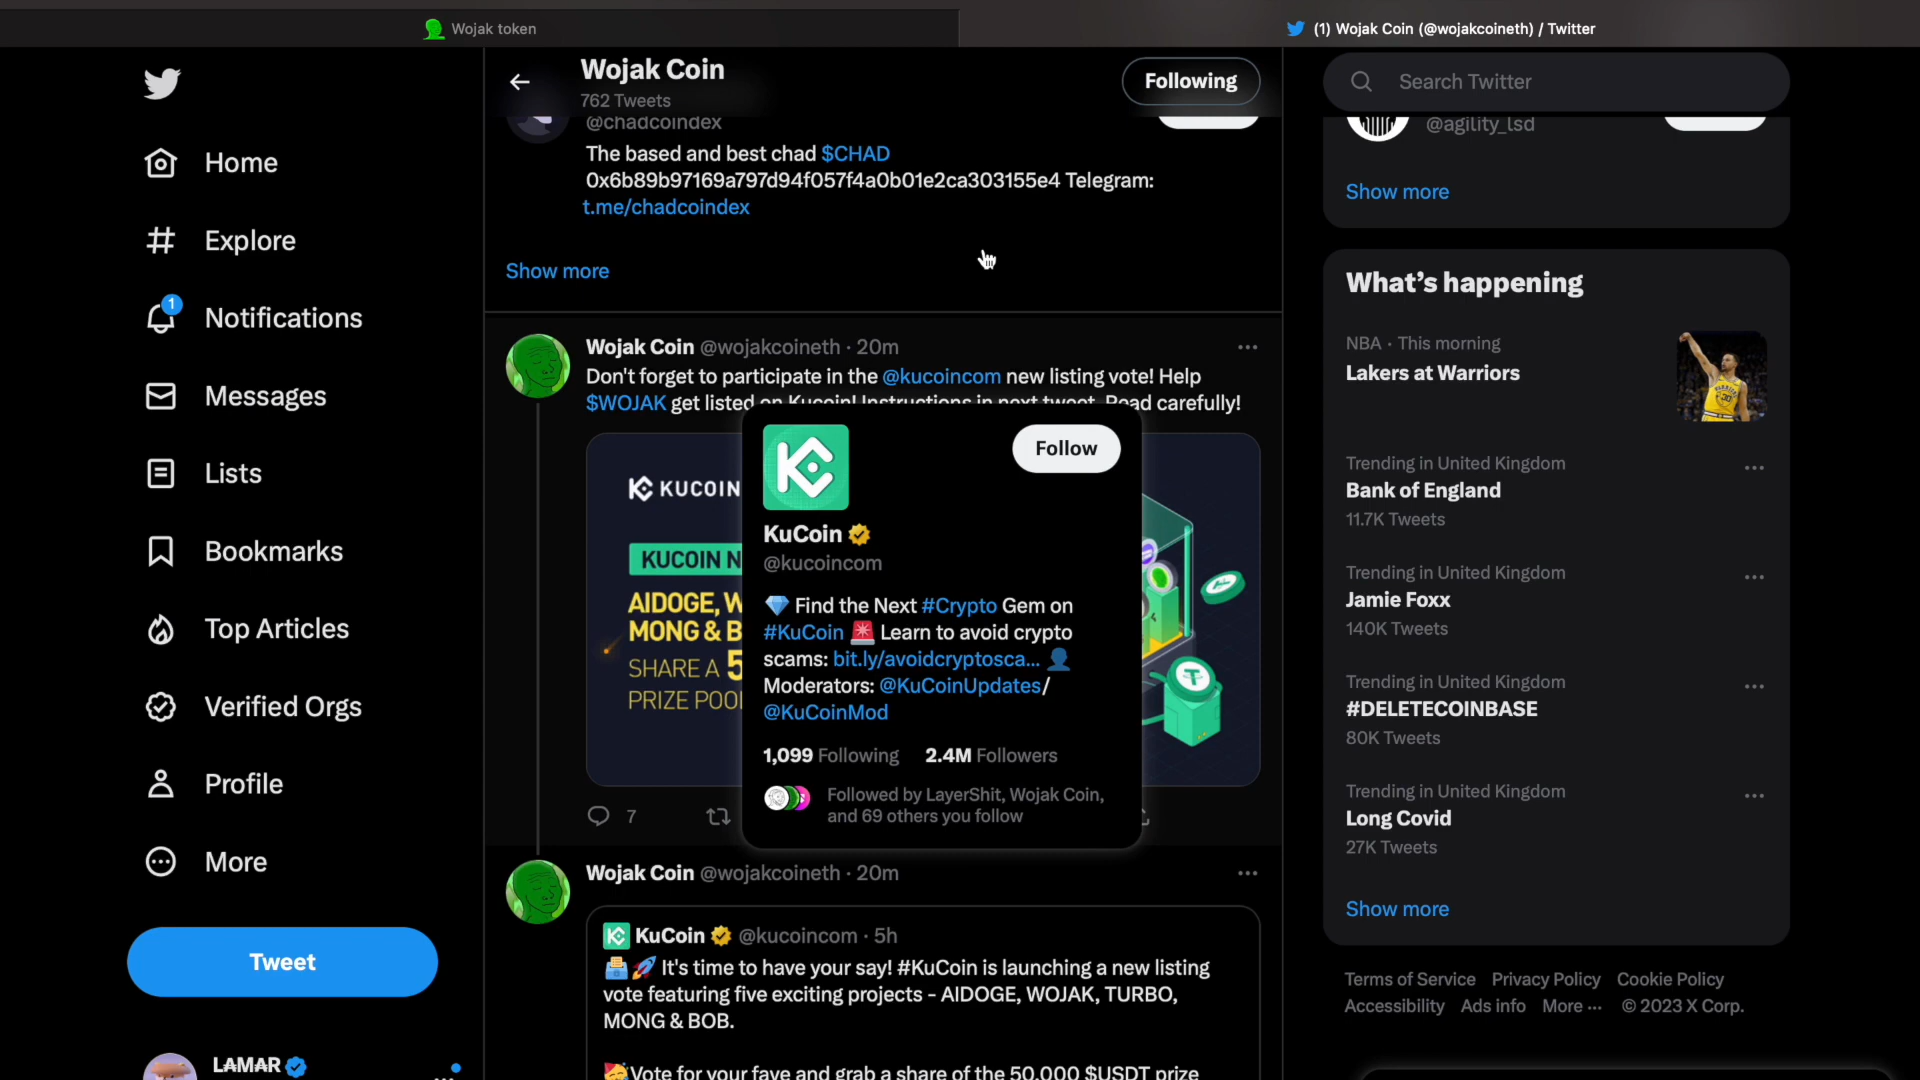 Wojak token
(1) Wojak Coin (@wojakcoineth) / Twitter
Home
Explore
1
Notifications
Messages
Lists
Bookmarks
Top Articles
Verified Orgs
Profile
More
Tweet
LAMAR
Wojak Coin
762 Tweets
Following
@chadcoindex
The based and best chad $CHAD
0x6b89b97169a797d94f057f4a0b01e2ca303155e4 Telegram:
t.me/chadcoindex
Show more
Wojak Coin @wojakcoineth · 20m
Don't forget to participate in the @kucoincom new listing vote! Help
$WOJAK get listed on Kucoin! Instructions in next tweet. Read carefully!
KUCOIN
KUCOIN N
AIDOGE, W
MONG & B
SHARE A 5
PRIZE POO
Follow
KuCoin
@kucoincom
💎 Find the Next #Crypto Gem on
#KuCoin 🚨 Learn to avoid crypto
scams: bit.ly/avoidcryptosca... 👤
Moderators: @KuCoinUpdates/
@KuCoinMod
1,099 Following 2.4M Followers
Followed by LayerShit, Wojak Coin,
and 69 others you follow
7
Wojak Coin @wojakcoineth · 20m
KuCoin @kucoincom · 5h
🗳️🚀 It's time to have your say! #KuCoin is launching a new listing
vote featuring five exciting projects - AIDOGE, WOJAK, TURBO,
MONG & BOB.
🥳Vote for your fave and grab a share of the 50,000 $USDT prize
Search Twitter
@agility_lsd
Show more
What's happening
NBA · This morning
Lakers at Warriors
Trending in United Kingdom
Bank of England
11.7K Tweets
Trending in United Kingdom
Jamie Foxx
140K Tweets
Trending in United Kingdom
#DELETECOINBASE
80K Tweets
Trending in United Kingdom
Long Covid
27K Tweets
Show more
Terms of Service Privacy Policy Cookie Policy
Accessibility Ads info More ··· © 2023 X Corp.